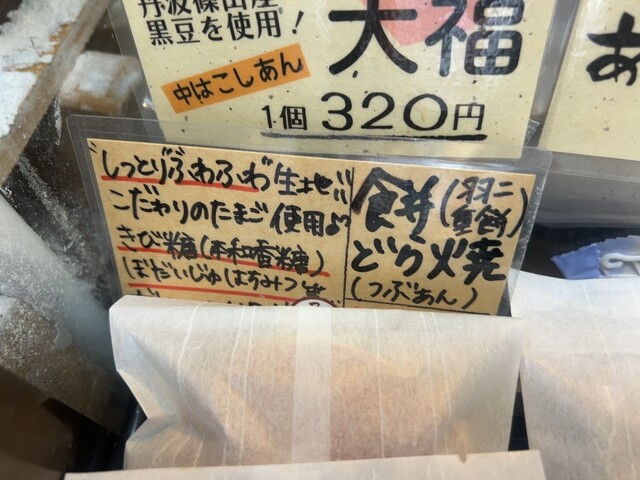 丹波篠山産
黒豆を使用!
大福
中はこしあん
1個 320円
あ
"しっとりふわふわ生地"
こだわりのたまご使用
きび糖(本和香糖)
(ぼだいじゅはちみつ等
餅(羽二重餅)
どら焼
(つぶあん)